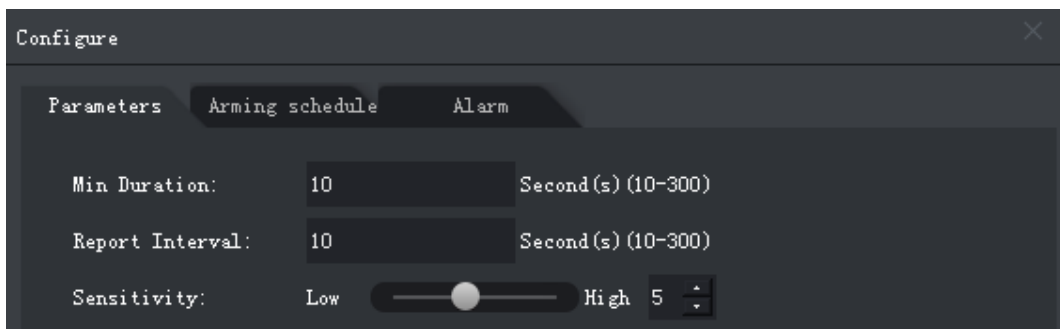 Configure
Parameters Arming schedule Alarm
Min Duration: 10 Second(s)(10-300)
Report Interval: 10 Second(s)(10-300)
Sensitivity: Low High 5